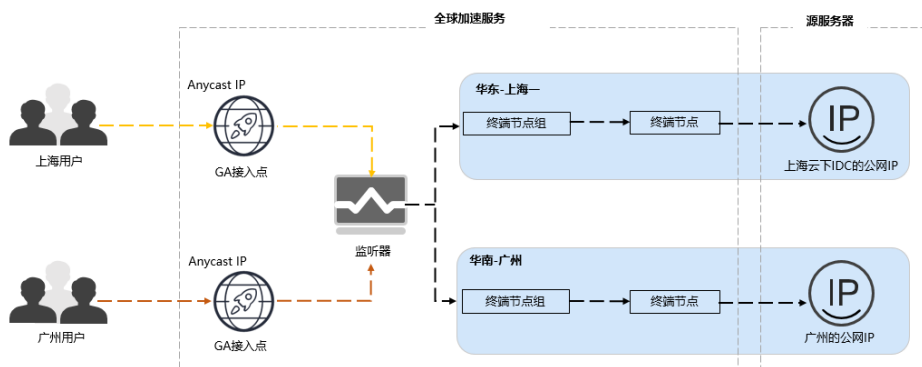 全球加速服务
源服务器
Anycast IP
华东-上海一
终端节点组
终端节点
IP
上海用户
GA接入点
上海云下IDC的公网IP
监听器
Anycast IP
华南-广州
终端节点组
终端节点
IP
广州用户
GA接入点
广州的公网IP